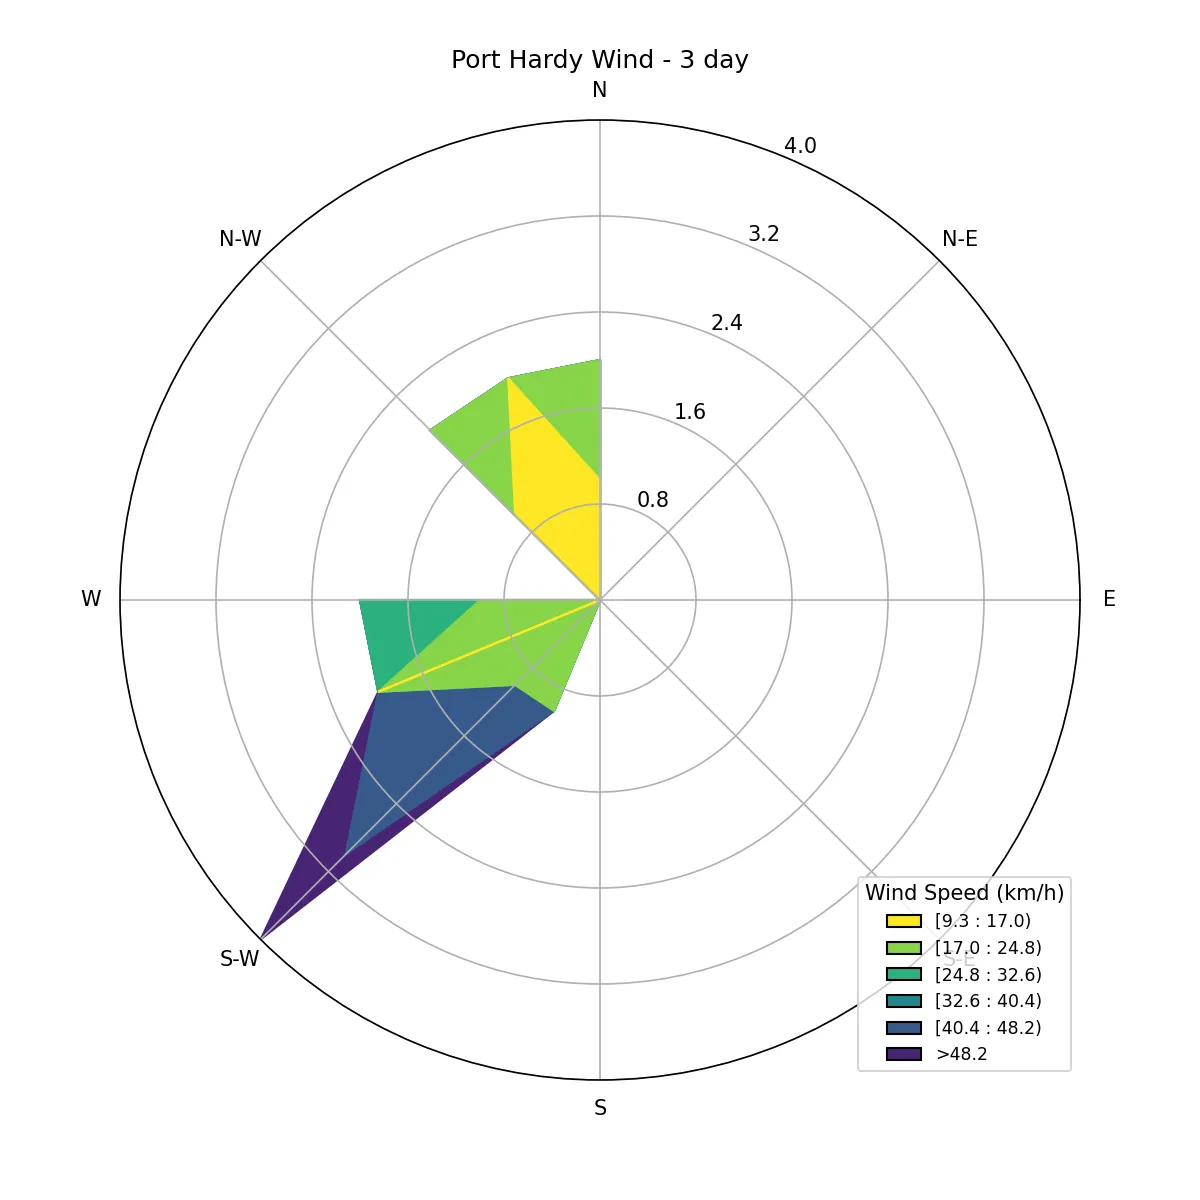 Port Hardy Wind - 3 day
N
4.0
N-W
3.2
N-E
2.4
1.6
0.8
W
E
S-W
S-E
S
Wind Speed (km/h)
[9.3 : 17.0)
[17.0 : 24.8)
[24.8 : 32.6)
[32.6 : 40.4)
[40.4 : 48.2)
>48.2